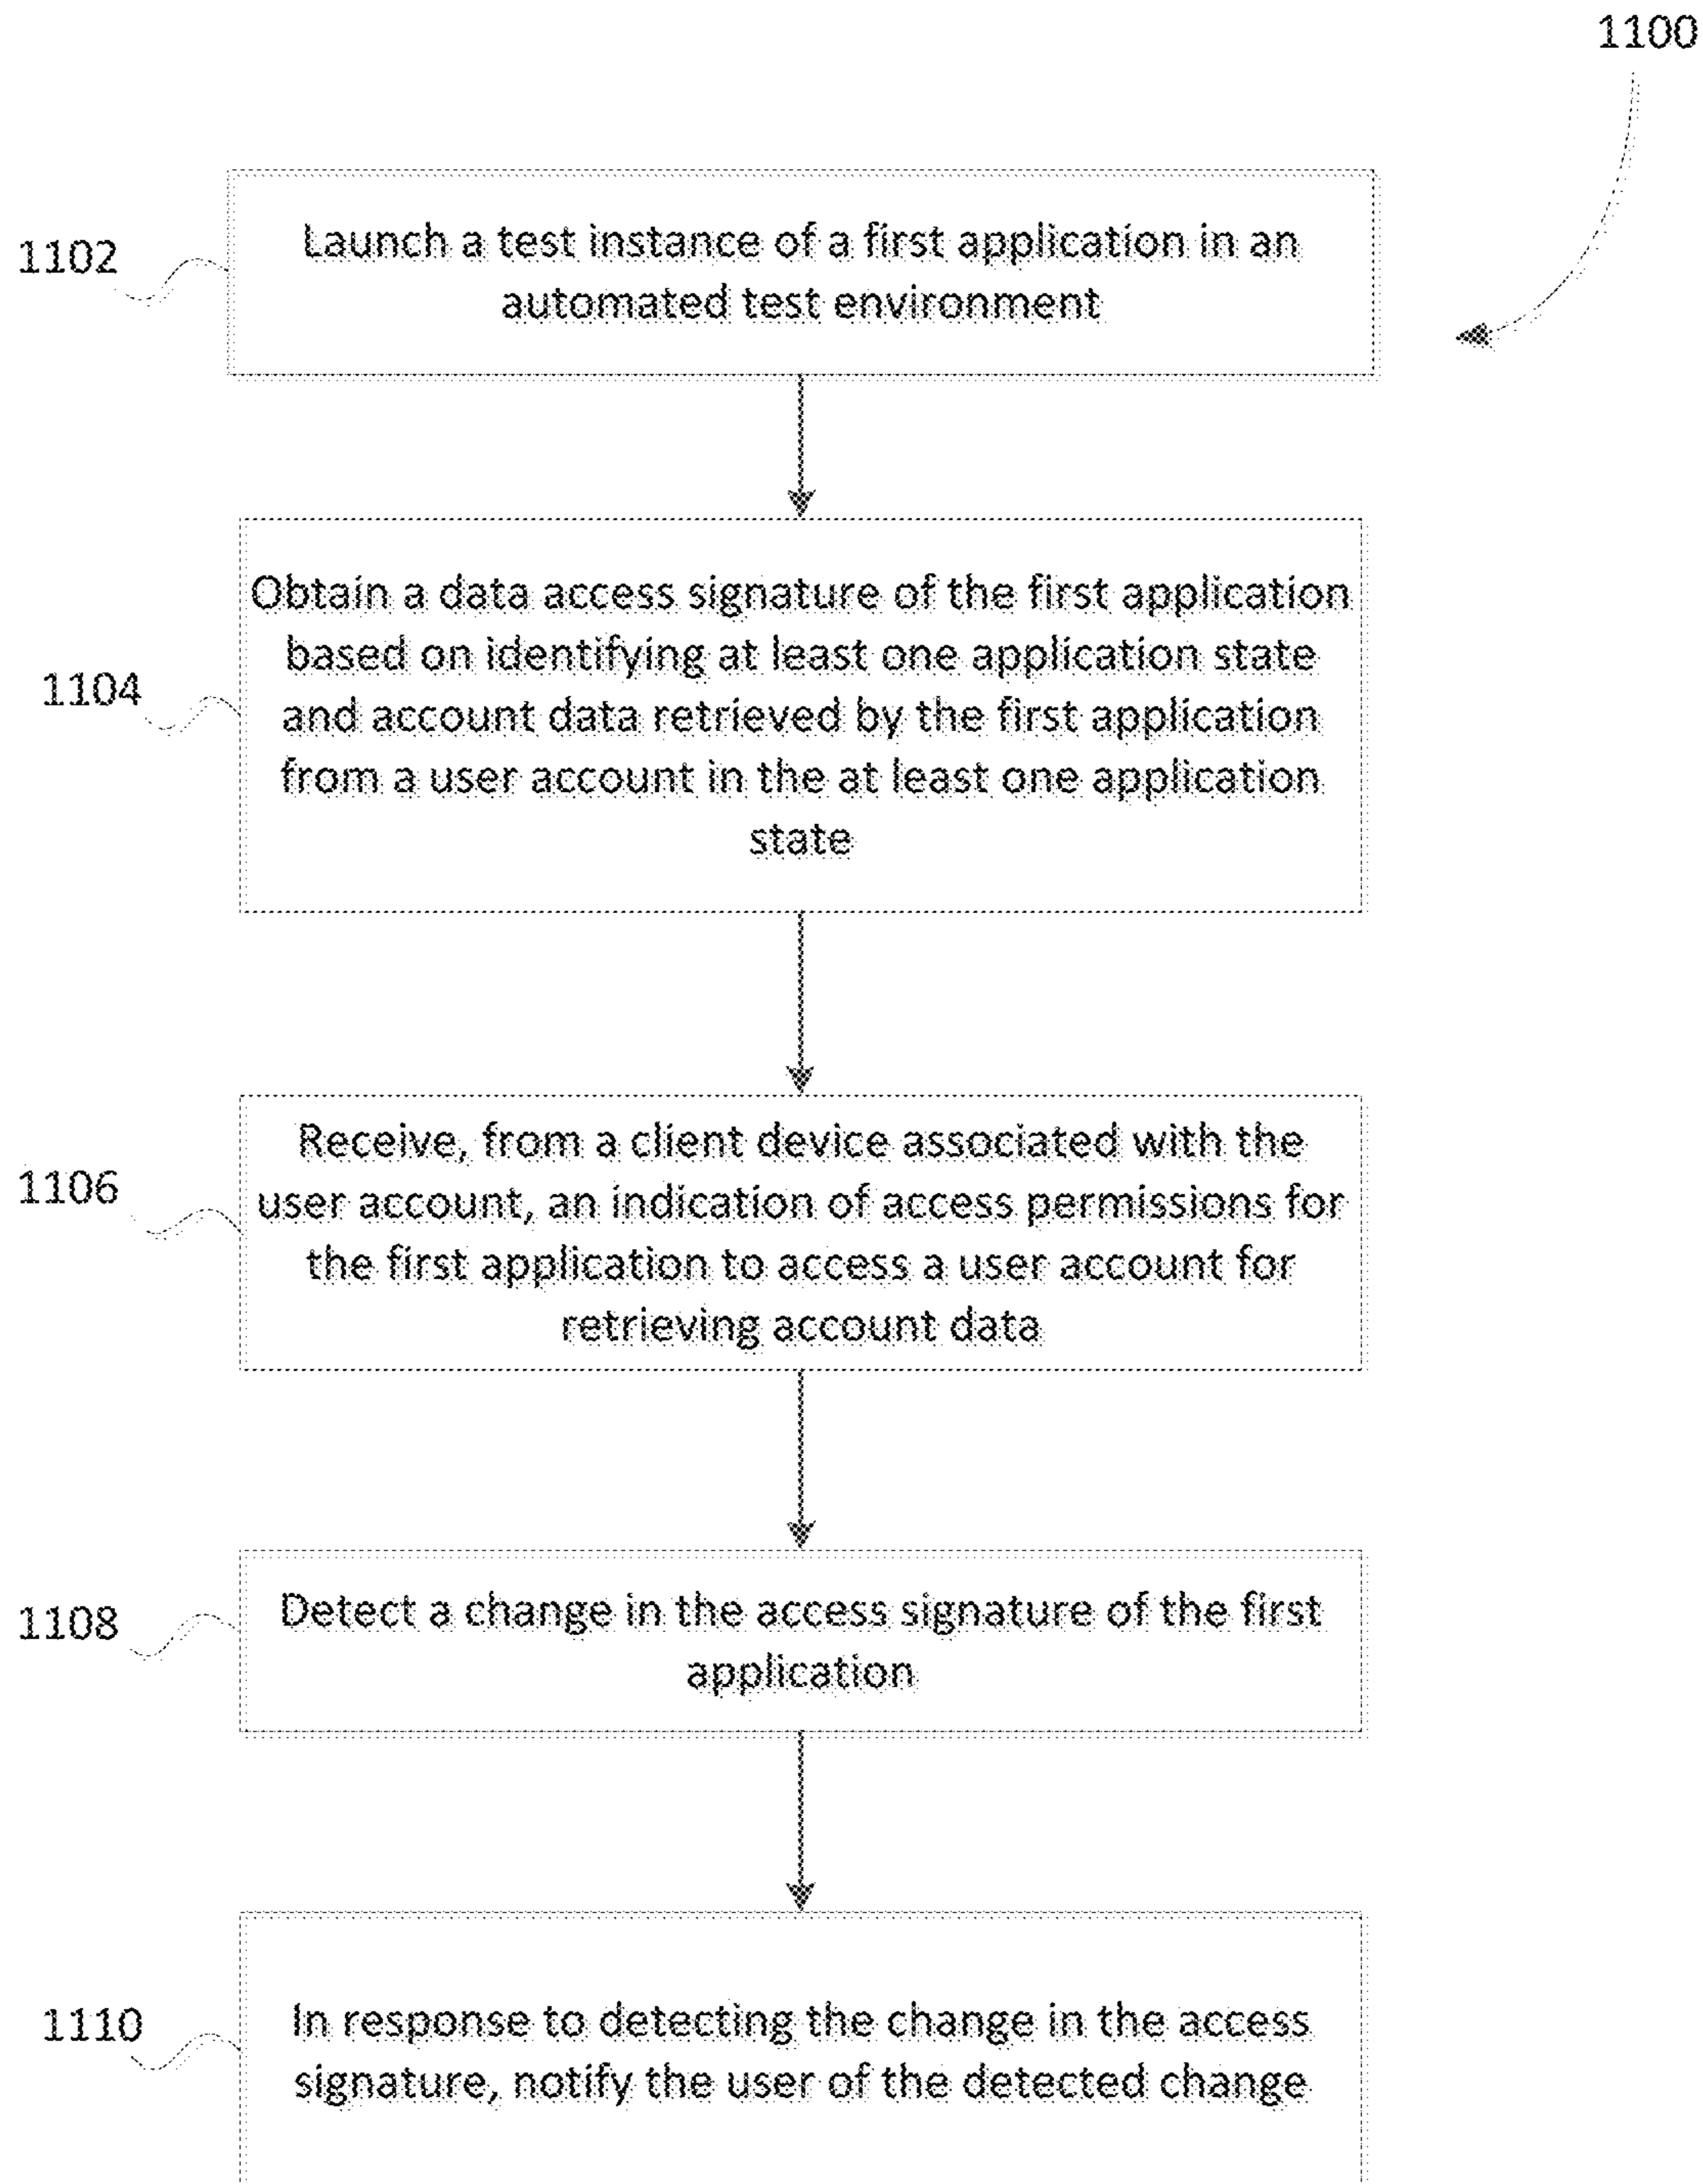 1100
1102
Launch a test instance of a first application in an
automated test environment
1104
Obtain a data access signature of the first application
based on identifying at least one application state
and account data retrieved by the first application
from a user account in the at least one application
state
1106
Receive, from a client device associated with the
user account, an indication of access permissions for
the first application to access a user account for
retrieving account data
1108
Detect a change in the access signature of the first
application
1110
In response to detecting the change in the access
signature, notify the user of the detected change